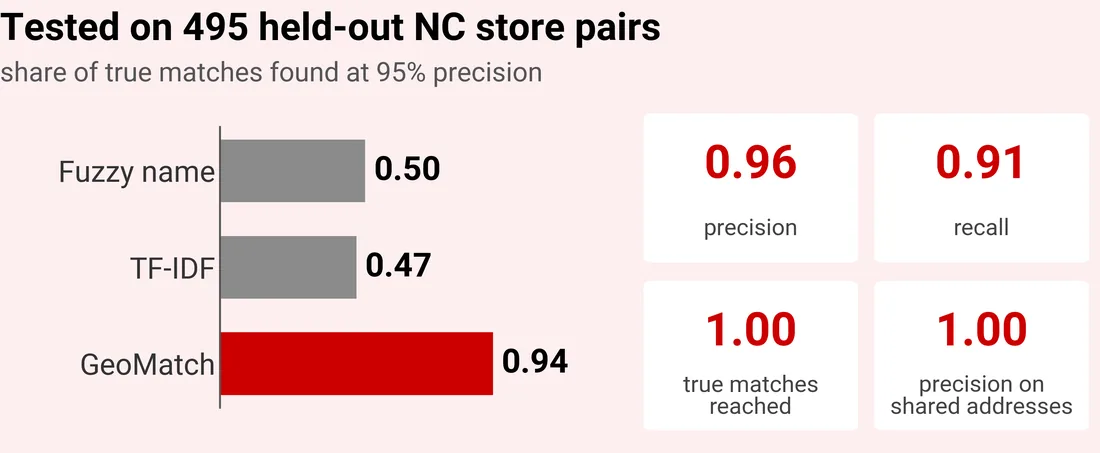 Tested on 495 held-out NC store pairs
share of true matches found at 95% precision
Fuzzy name
0.50
TF-IDF
0.47
GeoMatch
0.94
0.96
precision
0.91
recall
1.00
true matches
reached
1.00
precision on
shared addresses